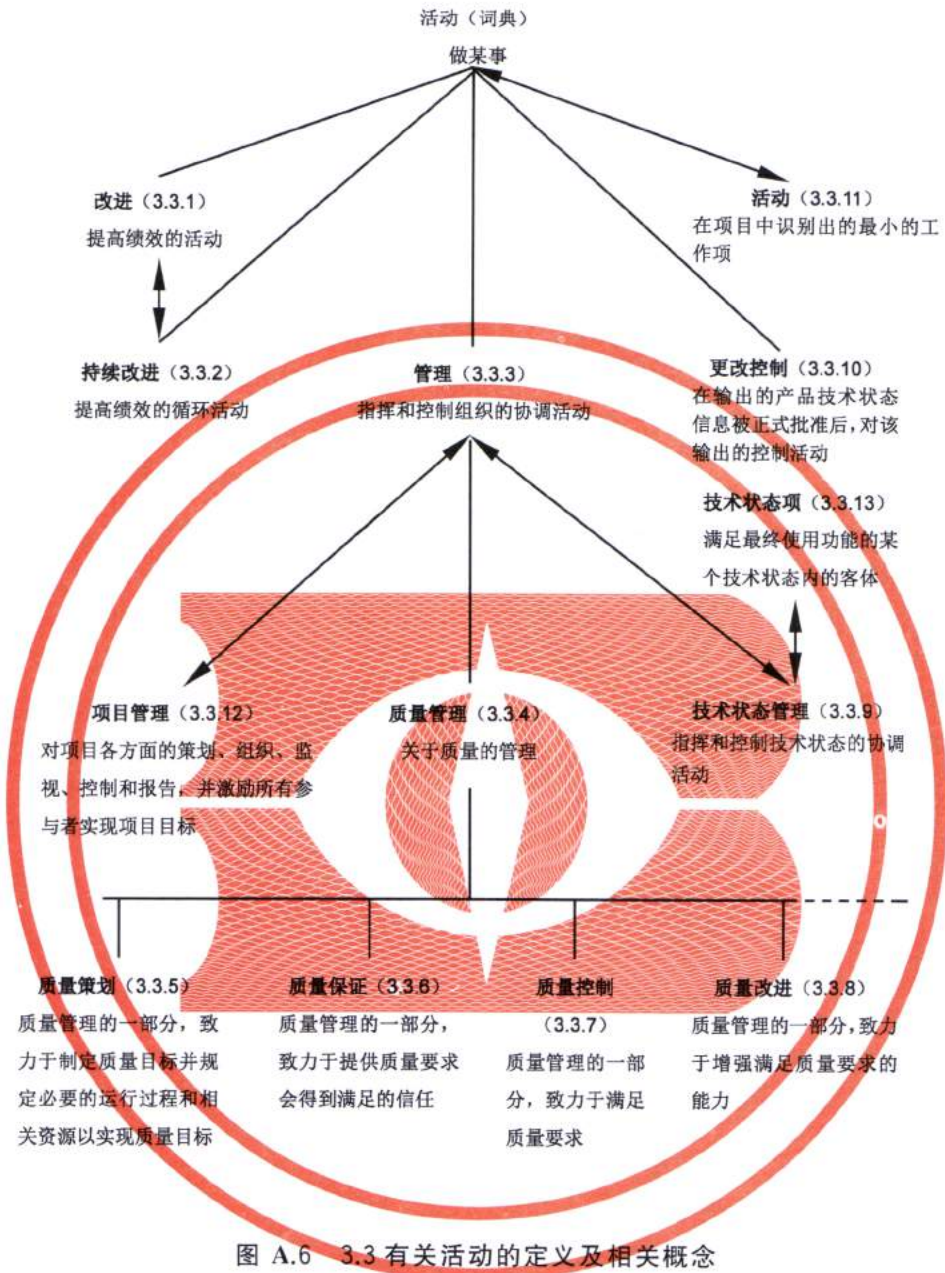 活动（词典）
做某事
改进（3.3.1）
提高绩效的活动
活动（3.3.11）
在项目中识别出的最小的工
作项
持续改进（3.3.2）
提高绩效的循环活动
管理（3.3.3）
指挥和控制组织的协调活动
更改控制（3.3.10）
在输出的产品技术状态
信息被正式批准后，对该
输出的控制活动
技术状态项（3.3.13）
满足最终使用功能的某
个技术状态内的客体
项目管理（3.3.12）
对项目各方面的策划、组织、监
视、控制和报告，并激励所有参
与者实现项目目标
质量管理（3.3.4）
关于质量的管理
技术状态管理（3.3.9）
指挥和控制技术状态的协调
活动
质量策划（3.3.5）
质量管理的一部分，致
力于制定质量目标并规
定必要的运行过程和相
关资源以实现质量目标
质量保证（3.3.6）
质量管理的一部分，
致力于提供质量要求
会得到满足的信任
质量控制
（3.3.7）
质量管理的一部
分，致力于满足
质量要求
质量改进（3.3.8）
质量管理的一部分，致力
于增强满足质量要求的
能力
图 A.6 3.3 有关活动的定义及相关概念